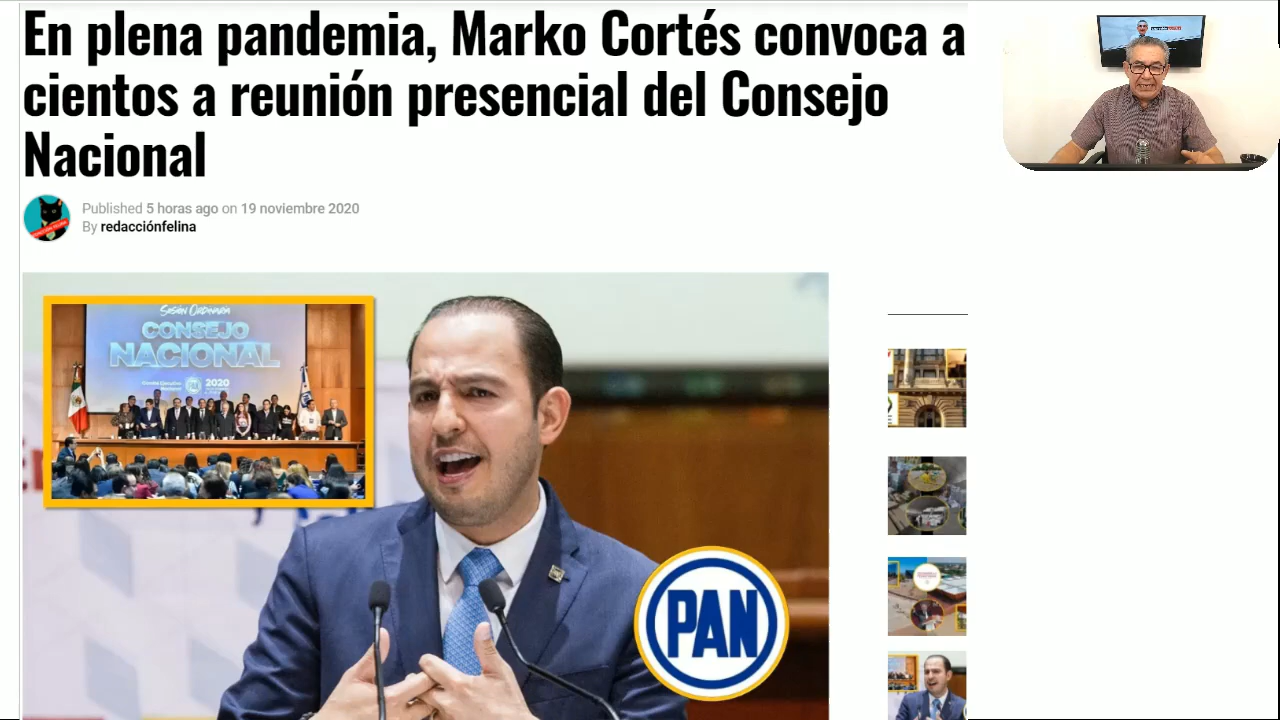 En plena pandemia, Marko Cortés convoca a
cientos a reunión presencial del Consejo
Nacional
Published 5 horas ago on 19 noviembre 2020
By redacciónfelina
Sesión Ordinaria
CONSEJO
NACIONAL
2020
PAN